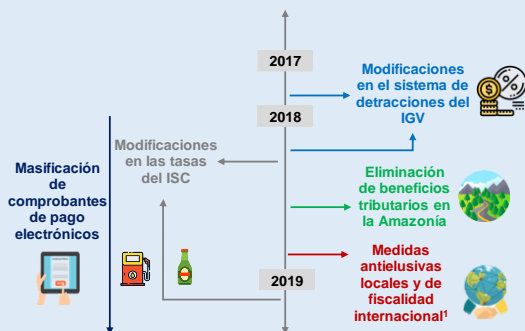 2017
Modificaciones
en el sistema de
detracciones del
IGV
2018
Modificaciones
en las tasas
del ISC
Masificación
de
comprobantes
de pago
electrónicos
Eliminación
de beneficios
tributarios en
la Amazonía
Medidas
antielusivas
locales y de
fiscalidad
internacional¹
2019